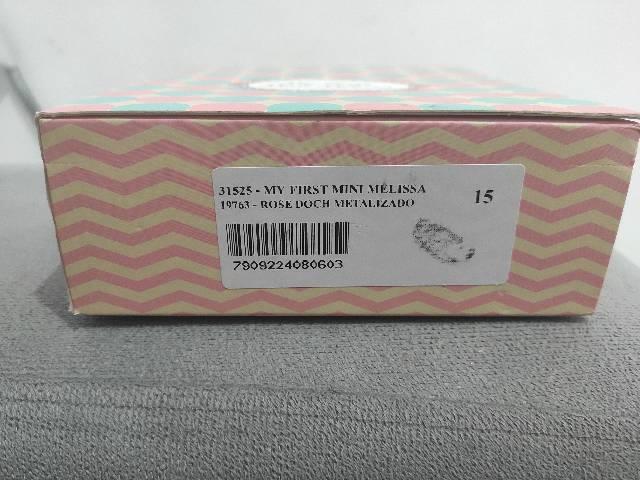 31525 - MY FIRST MINI MELISSA
15
19763 - ROSE DOCH METALIZADO
7909224080603